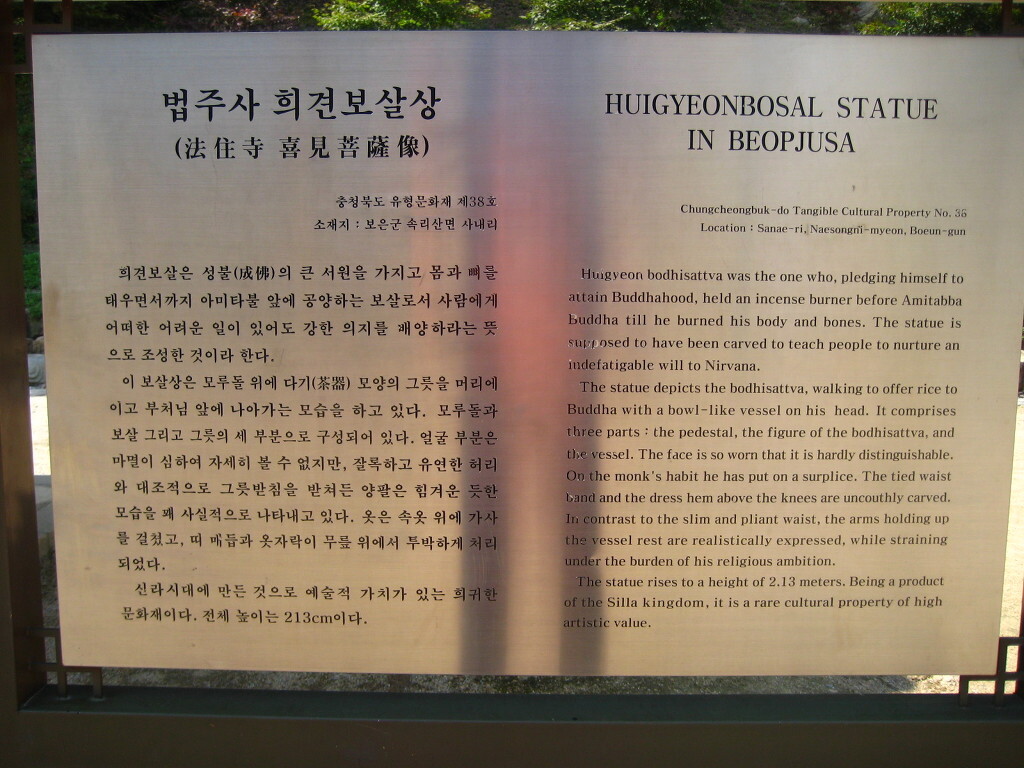 법주사 희견보살상
(法住寺 喜見菩薩像)
충청북도 유형문화재 제38호
소재지 : 보은군 속리산면 사내리
희견보살은 성불(成佛)의 큰 서원을 가지고 몸과 뼈를
태우면서까지 아미타불 앞에 공양하는 보살로서 사람에게
어떠한 어려운 일이 있어도 강한 의지를 배양하라는 뜻
으로 조성한 것이라 한다.
이 보살상은 모루돌 위에 다기(茶器) 모양의 그릇을 머리에
이고 부처님 앞에 나아가는 모습을 하고 있다. 모루돌과
보살 그리고 그릇의 세 부분으로 구성되어 있다. 얼굴 부분은
마멸이 심하여 자세히 볼 수 없지만, 잘록하고 유연한 허리
와 대조적으로 그릇받침을 받쳐든 양팔은 힘겨운 듯한
모습을 꽤 사실적으로 나타내고 있다. 옷은 속옷 위에 가사
를 걸쳤고, 띠 매듭과 옷자락이 무릎 위에서 투박하게 처리
되었다.
신라시대에 만든 것으로 예술적 가치가 있는 희귀한
문화재이다. 전체 높이는 213cm이다.
HUIGYEONBOSAL STATUE
IN BEOPJUSA
Chungcheongbuk-do Tangible Cultural Property No. 38
Location : Sanae-ri, Naesongni-myeon, Boeun-gun
Huigyeon bodhisattva was the one who, pledging himself to
attain Buddhahood, held an incense burner before Amitabba
Buddha till he burned his body and bones. The statue is
supposed to have been carved to teach people to nurture an
indefatigable will to Nirvana.
The statue depicts the bodhisattva, walking to offer rice to
Buddha with a bowl-like vessel on his head. It comprises
three parts : the pedestal, the figure of the bodhisattva, and
the vessel. The face is so worn that it is hardly distinguishable.
On the monk's habit he has put on a surplice. The tied waist
band and the dress hem above the knees are uncouthly carved.
In contrast to the slim and pliant waist, the arms holding up
the vessel rest are realistically expressed, while straining
under the burden of his religious ambition.
The statue rises to a height of 2.13 meters. Being a product
of the Silla kingdom, it is a rare cultural property of high
artistic value.